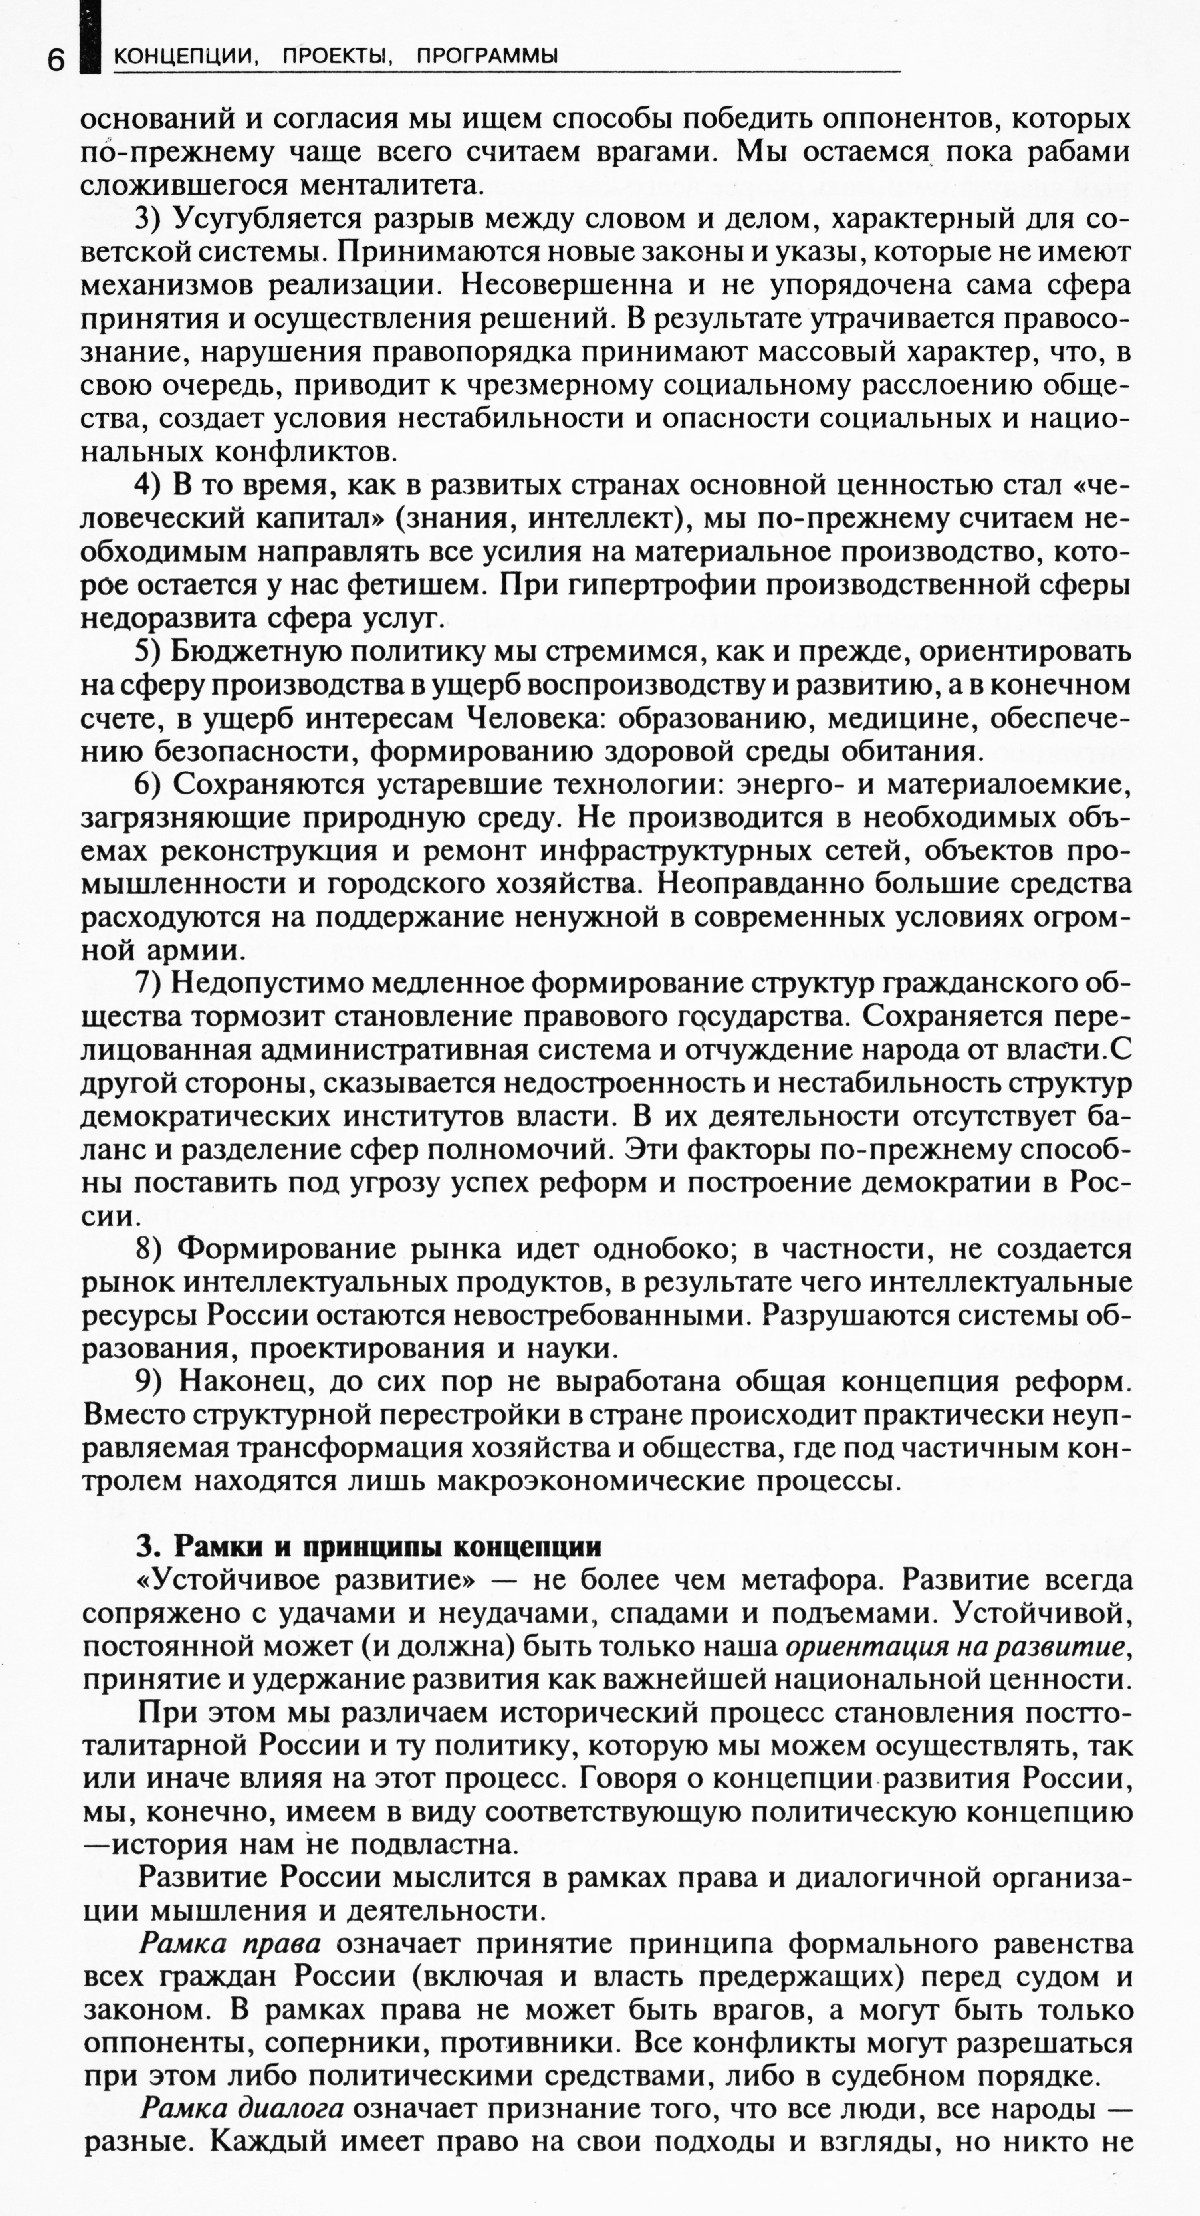 6
КОНЦЕПЦИИ, ПРОЕКТЫ, ПРОГРАММЫ
оснований и согласия мы ищем способы победить оппонентов, которых
по-прежнему чаще всего считаем врагами. Мы остаемся пока рабами
сложившегося менталитета.
3) Усугубляется разрыв между словом и делом, характерный для со-
ветской системы. Принимаются новые законы и указы, которые не имеют
механизмов реализации. Несовершенна и не упорядочена сама сфера
принятия и осуществления решений. В результате утрачивается правосо-
знание, нарушения правопорядка принимают массовый характер, что, в
свою очередь, приводит к чрезмерному социальному расслоению обще-
ства, создает условия нестабильности и опасности социальных и нацио-
нальных конфликтов.
4) В то время, как в развитых странах основной ценностью стал «че-
ловеческий капитал» (знания, интеллект), мы по-прежнему считаем не-
обходимым направлять все усилия на материальное производство, кото-
рое остается у нас фетишем. При гипертрофии производственной сферы
недоразвита сфера услуг.
5) Бюджетную политику мы стремимся, как и прежде, ориентировать
на сферу производства в ущерб воспроизводству и развитию, а в конечном
счете, в ущерб интересам Человека: образованию, медицине, обеспече-
нию безопасности, формированию здоровой среды обитания.
6) Сохраняются устаревшие технологии: энерго- и материалоемкие,
загрязняющие природную среду. Не производится в необходимых объ-
емах реконструкция и ремонт инфраструктурных сетей, объектов про-
мышленности и городского хозяйства. Неоправданно большие средства
расходуются на поддержание ненужной в современных условиях огром-
ной армии.
7) Недопустимо медленное формирование структур гражданского об-
щества тормозит становление правового государства. Сохраняется пере-
лицованная административная система и отчуждение народа от власти.С
другой стороны, сказывается недостроенность и нестабильность структур
демократических институтов власти. В их деятельности отсутствует ба-
ланс и разделение сфер полномочий. Эти факторы по-прежнему способ-
ны поставить под угрозу успех реформ и построение демократии в Рос-
сии.
8) Формирование рынка идет однобоко; в частности, не создается
рынок интеллектуальных продуктов, в результате чего интеллектуальные
ресурсы России остаются невостребованными. Разрушаются системы об-
разования, проектирования и науки.
9) Наконец, до сих пор не выработана общая концепция реформ.
Вместо структурной перестройки в стране происходит практически неуп-
равляемая трансформация хозяйства и общества, где под частичным кон-
тролем находятся лишь макроэкономические процессы.
3. Рамки и принципы концепции
«Устойчивое развитие» — не более чем метафора. Развитие всегда
сопряжено с удачами и неудачами, спадами и подъемами. Устойчивой,
постоянной может (и должна) быть только наша ориентация на развитие,
принятие и удержание развития как важнейшей национальной ценности.
При этом мы различаем исторический процесс становления постто-
талитарной России и ту политику, которую мы можем осуществлять, так
или иначе влияя на этот процесс. Говоря о концепции развития России,
мы, конечно, имеем в виду соответствующую политическую концепцию
—история нам не подвластна.
Развитие России мыслится в рамках права и диалогичной организа-
ции мышления и деятельности.
Рамка права означает принятие принципа формального равенства
всех граждан России (включая и власть предержащих) перед судом и
законом. В рамках права не может быть врагов, а могут быть только
оппоненты, соперники, противники. Все конфликты могут разрешаться
при этом либо политическими средствами, либо в судебном порядке.
Рамка диалога означает признание того, что все люди, все народы —
разные. Каждый имеет право на свои подходы и взгляды, но никто не